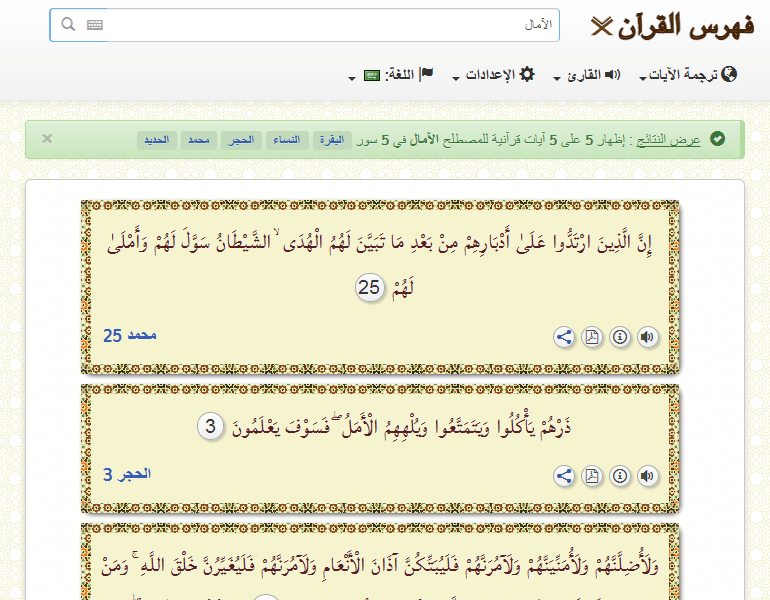 فهرس القرآن
الآمال
ترجمة الآيات
القارئ
الإعدادات
اللغة:
عرض النتائج : إظهار 5 على 5 آيات قرآنية للمصطلح الآمال في 5 سور البقرة النساء الحجر محمد الحديد
إِنَّ الَّذِينَ ارْتَدُّوا عَلَىٰ أَدْبَارِهِمْ مِنْ بَعْدِ مَا تَبَيَّنَ لَهُمُ الْهُدَى ۙ الشَّيْطَانُ سَوَّلَ لَهُمْ وَأَمْلَىٰ
لَهُمْ 25
محمد 25
ذَرْهُمْ يَأْكُلُوا وَيَتَمَتَّعُوا وَيُلْهِهِمُ الْأَمَلُ ۖ فَسَوْفَ يَعْلَمُونَ 3
الحجر 3
وَلَأُضِلَّنَّهُمْ وَلَأُمَنِّيَنَّهُمْ وَلَآمُرَنَّهُمْ فَلَيُبَتِّكُنَّ آذَانَ الْأَنْعَامِ وَلَآمُرَنَّهُمْ فَلَيُغَيِّرُنَّ خَلْقَ اللَّهِ ۚ وَمَنْ